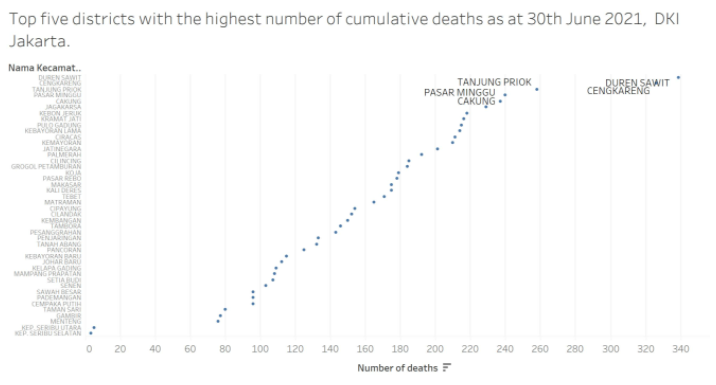 Top five districts with the highest number of cumulative deaths as at 30th June 2021, DKI
Jakarta.
Nama Kecamat..
DUREN SAWIT
CENGKARENG
TANJUNG PRIOK
PASAR MINGGU
CAKUNG
JAGAKARSA
KEBON JERUK
KRAMAT JATI
PULO GADUNG
KEBAYORAN LAMA
CIRACAS
KEMAYORAN
JATINEGARA
PALMERAH
CILINCING
GROGOL PETAMBURAN
KOJA
PASAR REBO
MAKASAR
KALI DERES
TEBET
MATRAMAN
CIPAYUNG
CILANDAK
KEMBANGAN
TAMBORA
PESANGGRAHAN
PENJARINGAN
TANAH ABANG
PANCORAN
KEBAYORAN BARU
JOHAR BARU
KELAPA GADING
MAMPANG PRAPATAN
SETIA BUDI
SENEN
SAWAH BESAR
PADEMANGAN
CEMPAKA PUTIH
TAMAN SARI
GAMBIR
MENTENG
KEP. SERIBU UTARA
KEP. SERIBU SELATAN
TANJUNG PRIOK
DUREN SAWIT
PASAR MINGGU
CENGKARENG
CAKUNG
0 20 40 60 80 100 120 140 160 180 200 220 240 260 280 300 320 340
Number of deaths